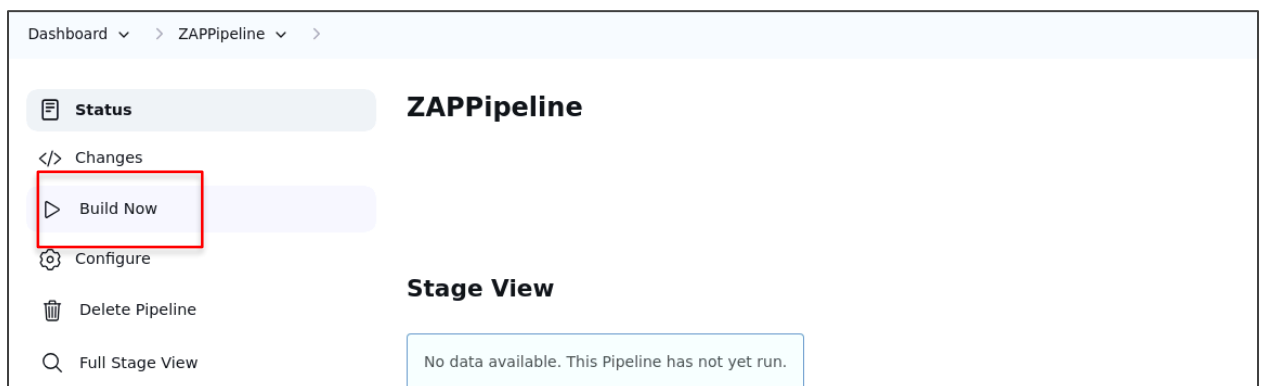 Dashboard > ZAPPipeline >
Status
Changes
Build Now
Configure
Delete Pipeline
Full Stage View
ZAPPipeline
Stage View
No data available. This Pipeline has not yet run.